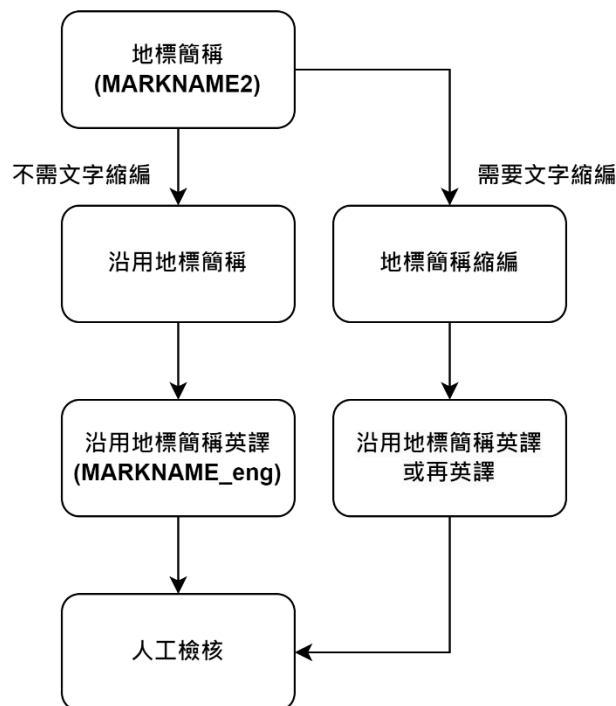 地標簡稱
(MARKNAME2)
不需文字縮編
需要文字縮編
沿用地標簡稱
地標簡稱縮編
沿用地標簡稱英譯
(MARKNAME_eng)
沿用地標簡稱英譯
或再英譯
人工檢核